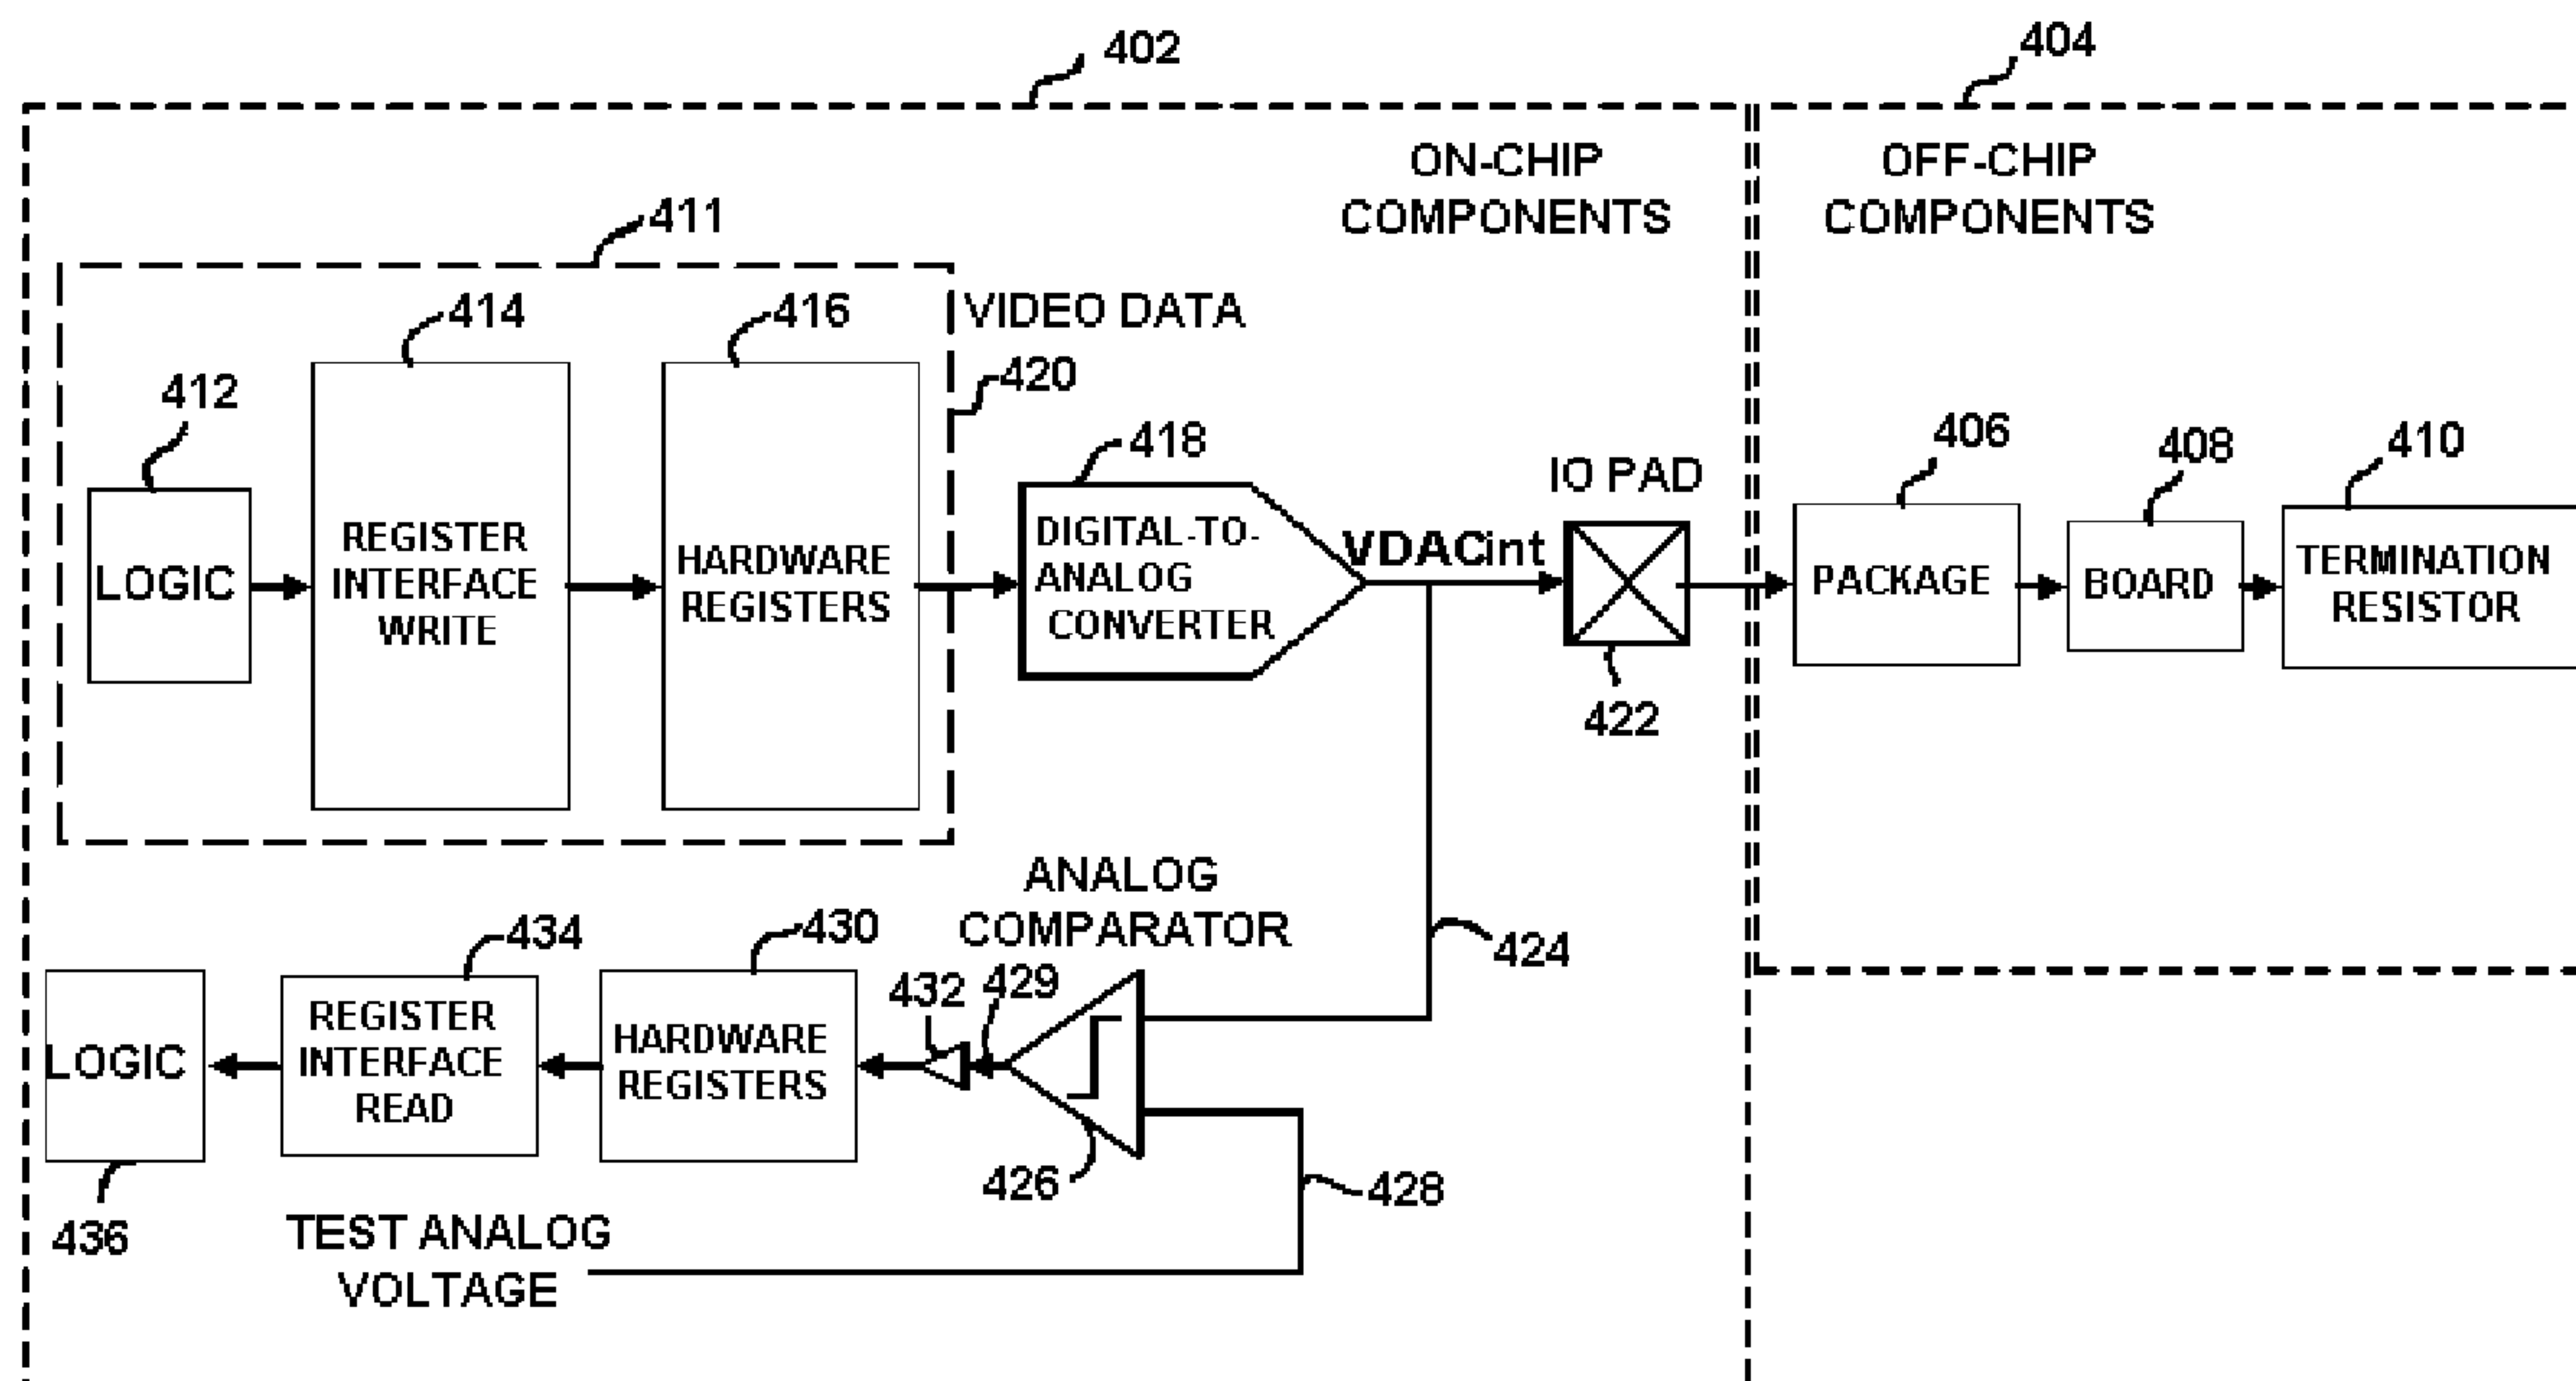 402
404
ON-CHIP
COMPONENTS
OFF-CHIP
COMPONENTS
411
414
416
VIDEO DATA
420
412
418
IO PAD
406
408
410
LOGIC
REGISTER
INTERFACE
WRITE
HARDWARE
REGISTERS
DIGITAL-TO-
ANALOG
CONVERTER
VDACint
PACKAGE
BOARD
TERMINATION
RESISTOR
422
ANALOG
COMPARATOR
434
430
432
429
424
LOGIC
REGISTER
INTERFACE
READ
HARDWARE
REGISTERS
426
428
436
TEST ANALOG
VOLTAGE